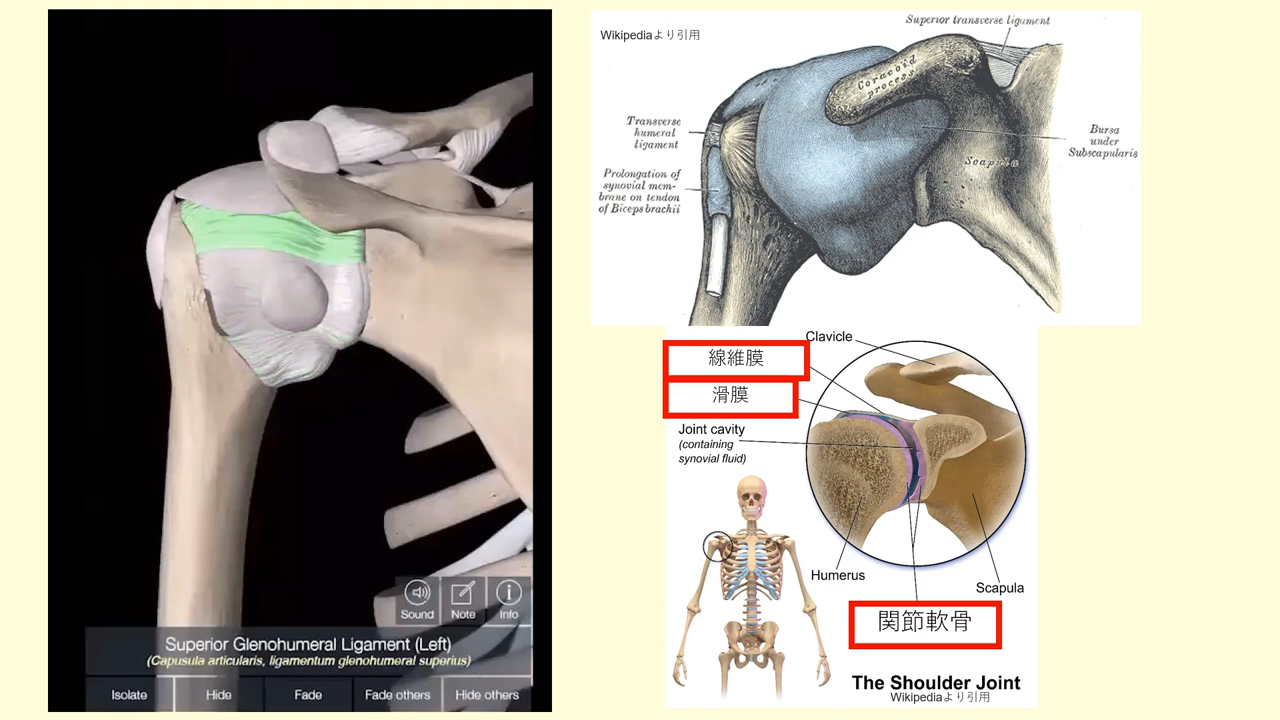 Sound
Note
Info
Superior Glenohumeral Ligament (Left)
(Capusula articularis, ligamentum glenohumeral superius)
Isolate
Hide
Fade
Fade others
Hide others
Wikipediaより引用
Superior transverse ligament
Coracoid
process
Transverse
humeral
ligament
Bursa
under
Subscapularis
Scapula
Prolongation of
synovial mem-
brane on tendon
of Biceps brachii
Clavicle
線維膜
滑膜
Joint cavity
(containing
synovial fluid)
Humerus
Scapula
関節軟骨
The Shoulder Joint
Wikipediaより引用